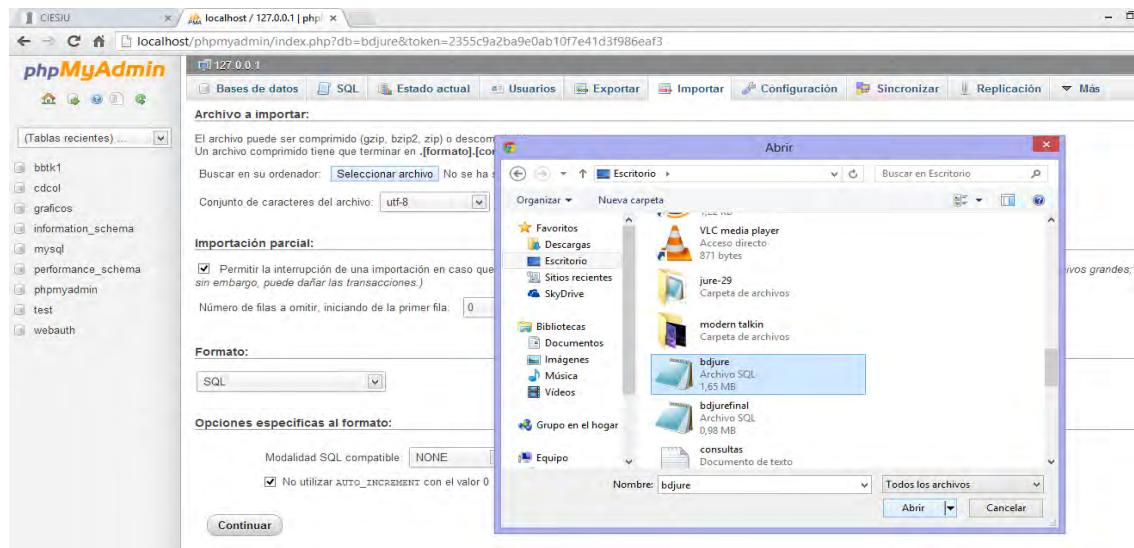 CIESJU
localhost / 127.0.0.1 | php
localhost/phpmyadmin/index.php?db=bdjure&token=2355c9a2ba9e0ab10f7e41d3f986eaf3
phpMyAdmin
(Tablas recientes) ...
bbtk1
cdcol
graficos
information_schema
mysql
performance_schema
phpmyadmin
test
webauth
127.0.0.1
Bases de datos SQL Estado actual Usuarios Exportar Importar Configuración Sincronizar Replicación Más
Archivo a importar:
El archivo puede ser comprimido (gzip, bzip2, zip) o descom
Un archivo comprimido tiene que terminar en .[formato].[co
Buscar en su ordenador: Seleccionar archivo No se ha s
Conjunto de caracteres del archivo: utf-8
Importación parcial:
Permitir la interrupción de una importación en caso que
ivos grandes;
sin embargo, puede dañar las transacciones.)
Número de filas a omitir, iniciando de la primer fila: 0
Formato:
SQL
Opciones específicas al formato:
Modalidad SQL compatible: NONE
No utilizar AUTO_INCREMENT con el valor 0
Continuar
Abrir
Escritorio
Buscar en Escritorio
Organizar Nueva carpeta
Favoritos
Descargas
Escritorio
Sitios recientes
SkyDrive
Bibliotecas
Documentos
Imágenes
Música
Vídeos
Grupo en el hogar
Equipo
1,22 KB
VLC media player
Acceso directo
871 bytes
jure-29
Carpeta de archivos
modern talkin
Carpeta de archivos
bdjure
Archivo SQL
1,65 MB
bdjurefinal
Archivo SQL
0,98 MB
consultas
Documento de texto
Nombre: bdjure
Todos los archivos
Abrir
Cancelar